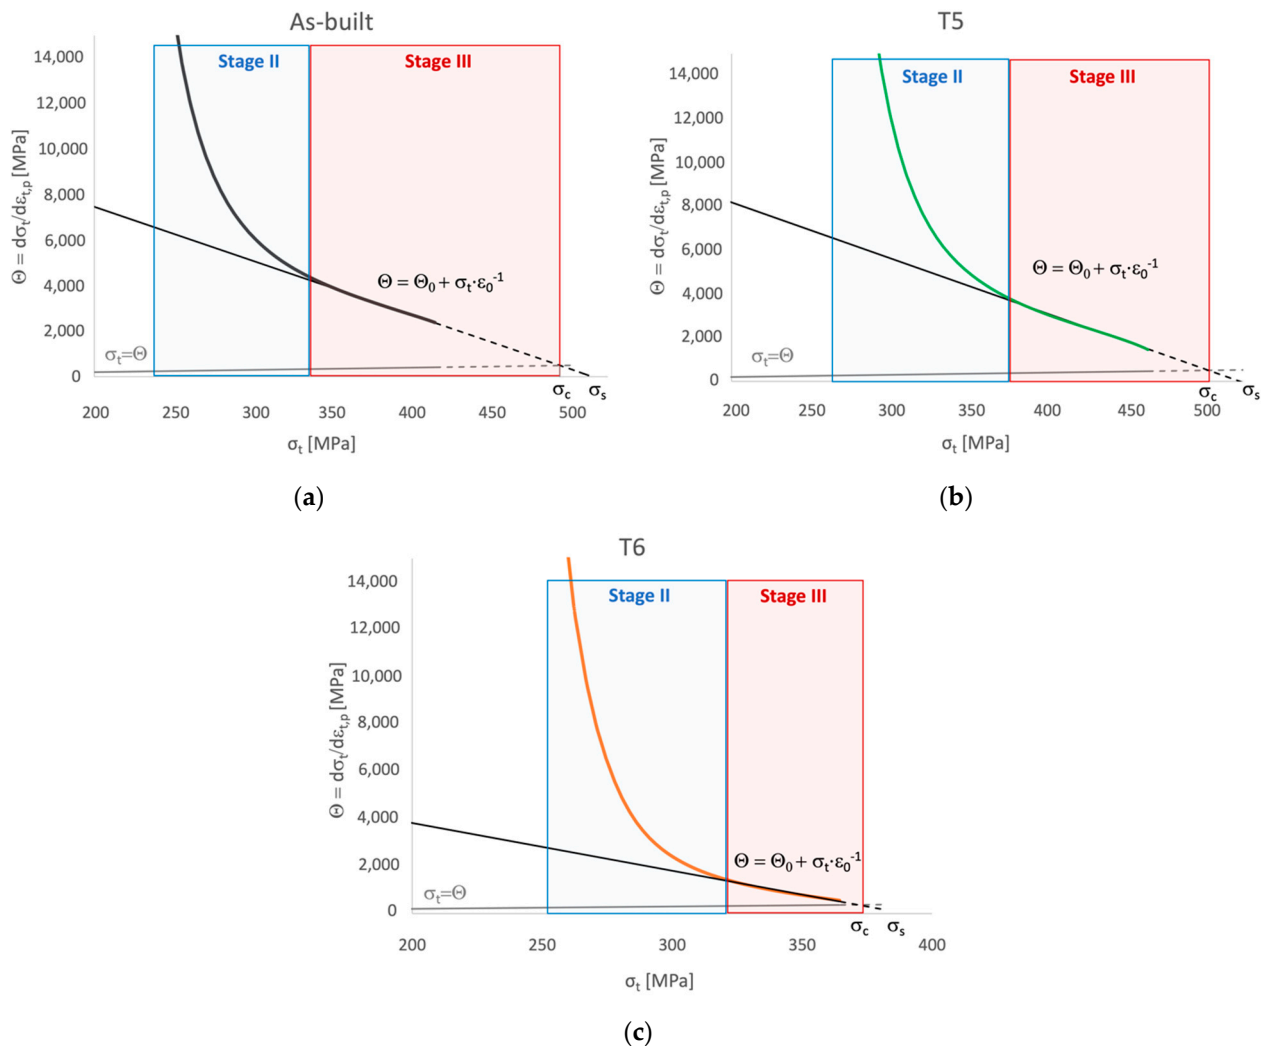 As-built
Stage II
Stage III
14,000
12,000
10,000
8,000
6,000
4,000
2,000
0
Θ = dσt/dεt,p [MPa]
Θ = Θ0 + σt·ε0-1
σt=Θ
σc
σs
200
250
300
350
400
450
500
σt [MPa]
(a)
T5
Stage II
Stage III
14,000
12,000
10,000
8,000
6,000
4,000
2,000
0
Θ = dσt/dεt,p [MPa]
Θ = Θ0 + σt·ε0-1
σt=Θ
σc
σs
200
250
300
350
400
450
500
σt [MPa]
(b)
T6
Stage II
Stage III
14,000
12,000
10,000
8,000
6,000
4,000
2,000
0
Θ = dσt/dεt,p [MPa]
Θ = Θ0 + σt·ε0-1
σt=Θ
σc
σs
200
250
300
350
400
σt [MPa]
(c)